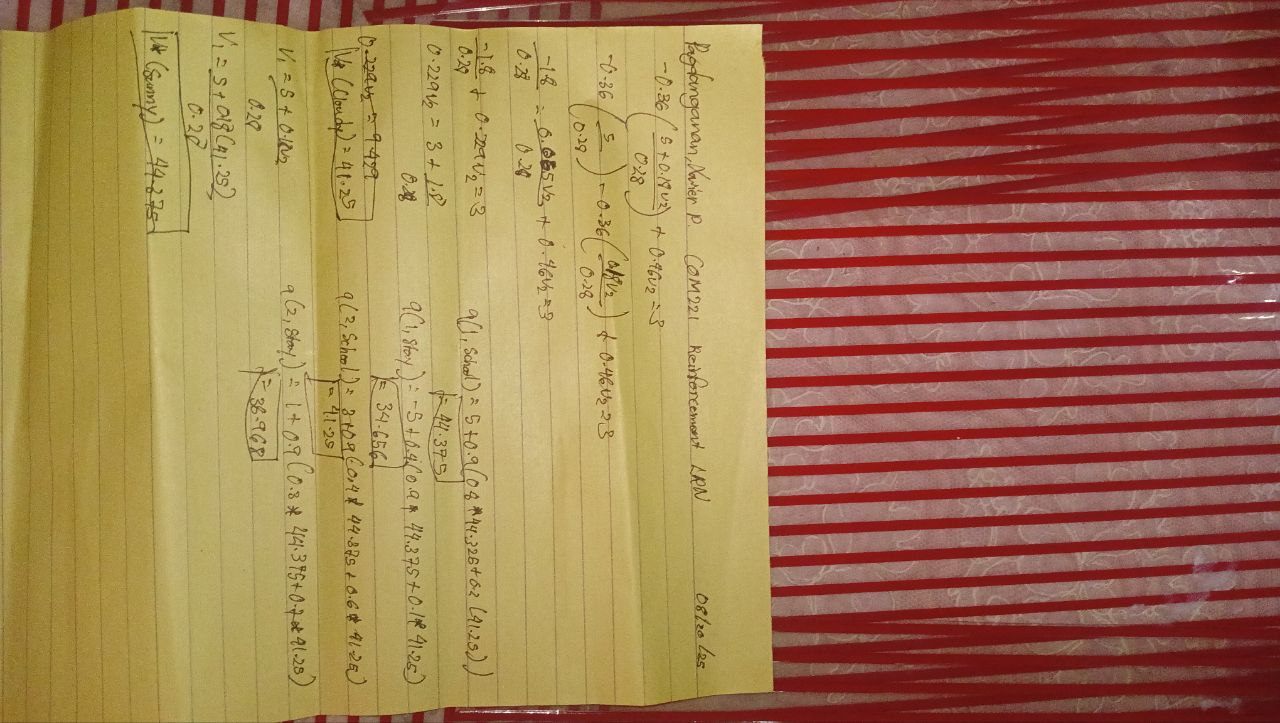 Pagdanganan, Navien P. COM221 Reinforcement LRN 08/20/25
-0.36 (5 + 0.18V2 / 0.28) + 0.46V2 = 3
-0.36 (5 / 0.28) - 0.36 (0.18V2 / 0.28) + 0.46V2 = 3
-1.8 / 0.28 = 0.065V2 / 0.28 + 0.46V2 = 3
-1.8 / 0.28 + 0.229V2 = 3
0.229V2 = 3 + 1.8 / 0.28
0.229V2 = 9.429
V* (Cloudy) = 41.25
V1 = 5 + 0.18V2 / 0.28
V1 = 5 + 0.18(41.25) / 0.28
V* (Sunny) = 44.375
q(1, School) = 5 + 0.9(0.8 * 44.325 + 0.2 (41.25))
= 44.375
q(1, Stay) = -5 + 0.9(0.9 * 44.375 + 0.1 * 41.25)
= 34.656
q(2, School) = 3 + 0.9(0.4 * 44.375 + 0.6 * 41.25)
= 41.25
q(2, Stay) = 1 + 0.9 (0.3 * 44.375 + 0.7 * 41.25)
= 38.968